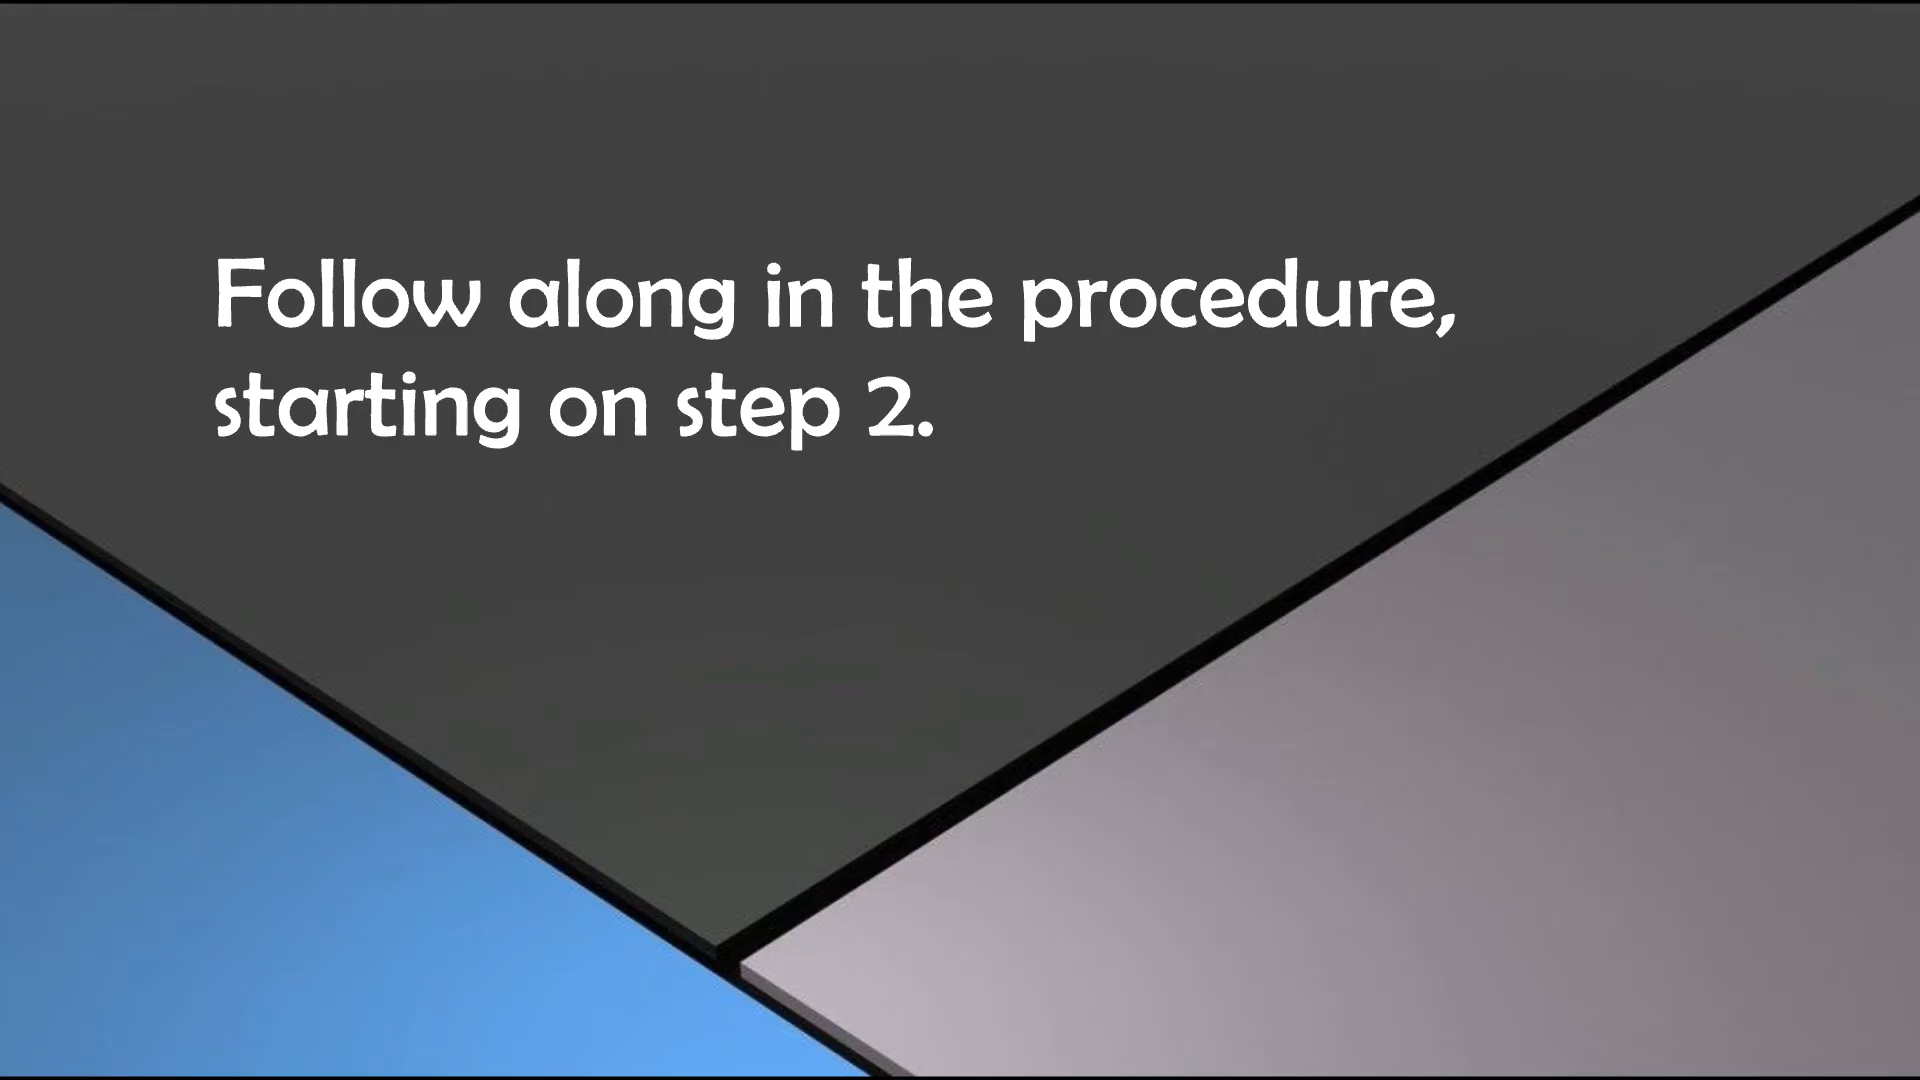 Follow along in the procedure,
starting on step 2.